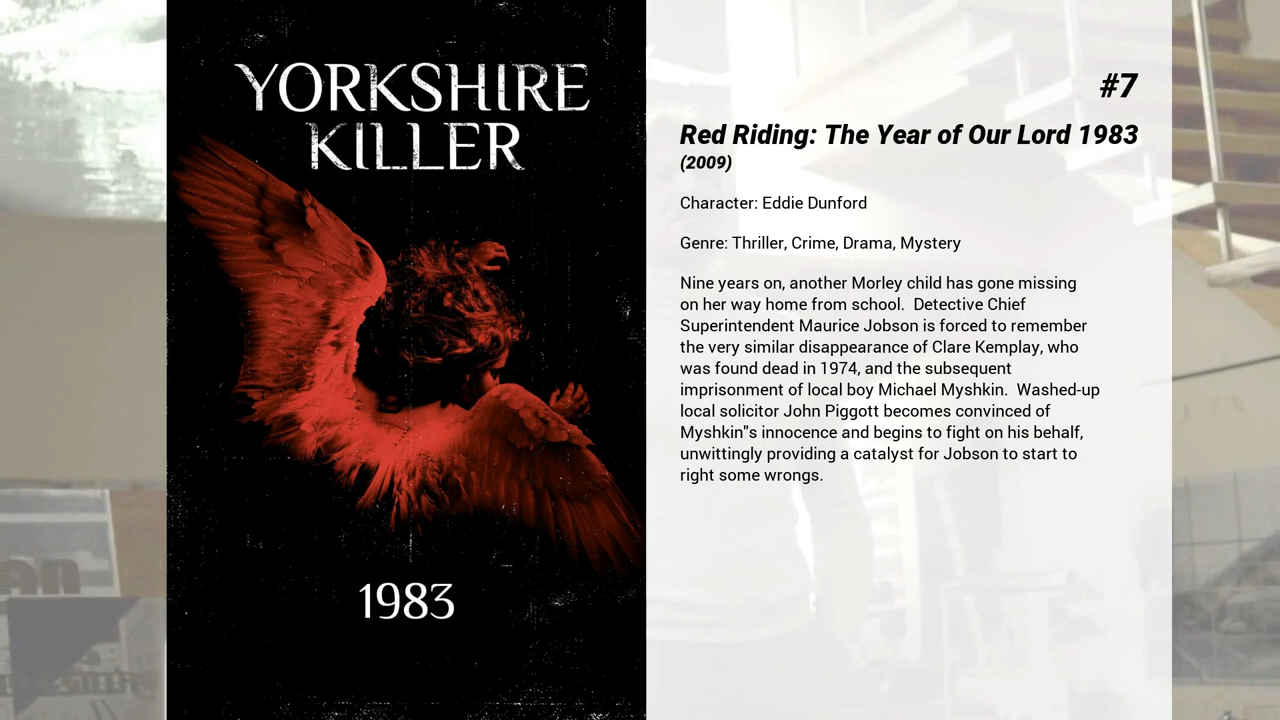 YORKSHIRE
KILLER
1983
#7
Red Riding: The Year of Our Lord 1983
(2009)
Character: Eddie Dunford
Genre: Thriller, Crime, Drama, Mystery
Nine years on, another Morley child has gone missing
on her way home from school.  Detective Chief
Superintendent Maurice Jobson is forced to remember
the very similar disappearance of Clare Kemplay, who
was found dead in 1974, and the subsequent
imprisonment of local boy Michael Myshkin.  Washed-up
local solicitor John Piggott becomes convinced of
Myshkin"s innocence and begins to fight on his behalf,
unwittingly providing a catalyst for Jobson to start to
right some wrongs.